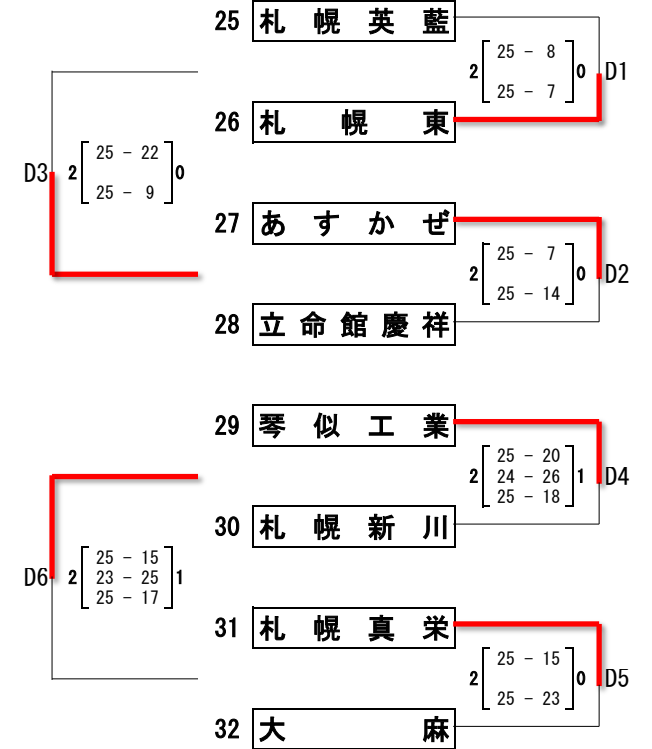 25 札幌英藍
25 - 8
2 0 D1
25 - 7
26 札幌東
25 - 22
D3 2 0
25 - 9
27 あすかぜ
25 - 7
2 0 D2
25 - 14
28 立命館慶祥
29 琴似工業
25 - 20
2 24 - 26 1 D4
25 - 18
30 札幌新川
25 - 15
D6 2 23 - 25 1
25 - 17
31 札幌真栄
25 - 15
2 0 D5
25 - 23
32 大麻